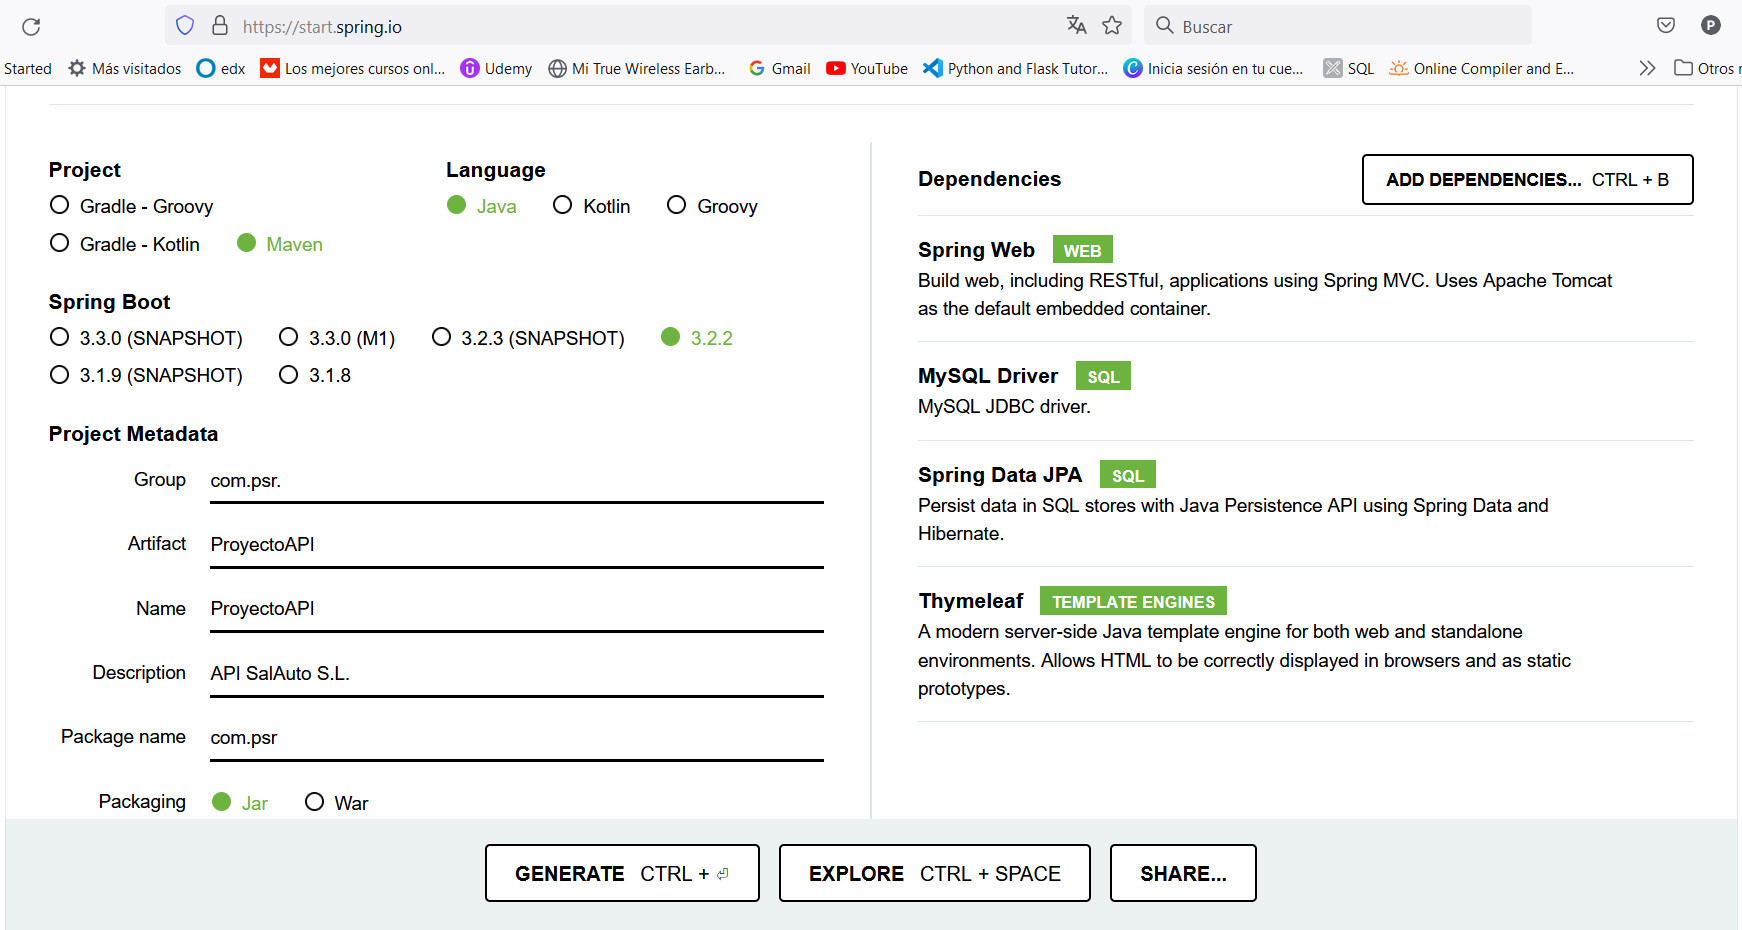 https://start.spring.io
Buscar
P
Started
Más visitados
edx
Los mejores cursos onl...
Udemy
Mi True Wireless Earb...
Gmail
YouTube
Python and Flask Tutor...
Inicia sesión en tu cue...
SQL
Online Compiler and E...
Otros
Project
Gradle - Groovy
Gradle - Kotlin
Maven
Language
Java
Kotlin
Groovy
Spring Boot
3.3.0 (SNAPSHOT)
3.3.0 (M1)
3.2.3 (SNAPSHOT)
3.2.2
3.1.9 (SNAPSHOT)
3.1.8
Project Metadata
Group com.psr.
Artifact ProyectoAPI
Name ProyectoAPI
Description API SalAuto S.L.
Package name com.psr
Packaging Jar War
Dependencies
ADD DEPENDENCIES... CTRL + B
Spring Web WEB
Build web, including RESTful, applications using Spring MVC. Uses Apache Tomcat
as the default embedded container.
MySQL Driver SQL
MySQL JDBC driver.
Spring Data JPA SQL
Persist data in SQL stores with Java Persistence API using Spring Data and
Hibernate.
Thymeleaf TEMPLATE ENGINES
A modern server-side Java template engine for both web and standalone
environments. Allows HTML to be correctly displayed in browsers and as static
prototypes.
GENERATE CTRL + ⏎
EXPLORE CTRL + SPACE
SHARE...